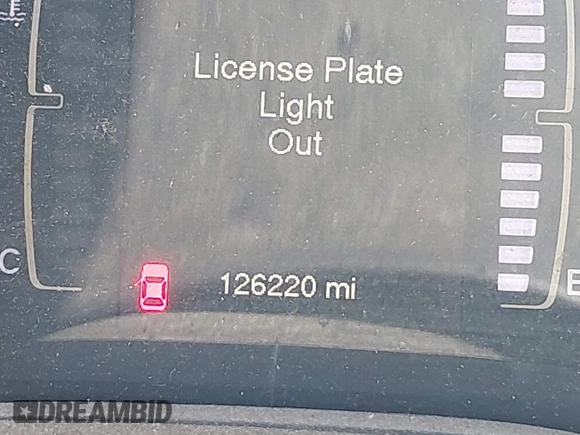 License Plate
Light
Out
C
126220 mi
E
DREAMBID